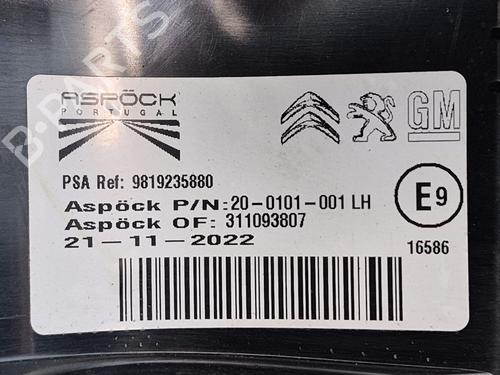 B-PARTS
ASPÖCK
PORTUGAL
GM
PSA Ref: 9819235880
Aspöck P/N:20-0101-001 LH
Aspöck OF: 311093807
21-11-2022
E9
16586